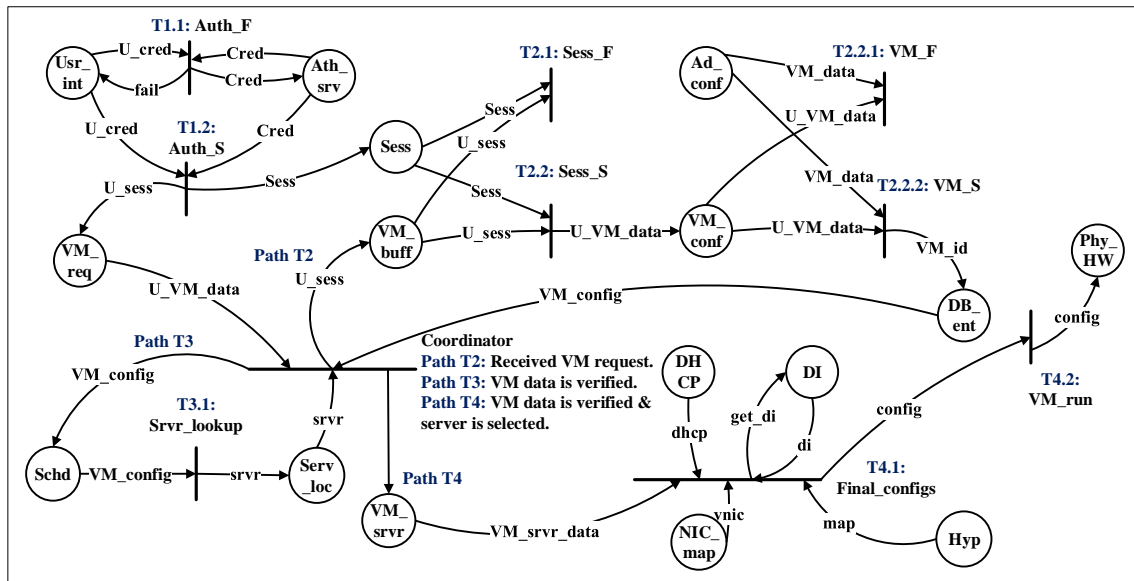 T1.1: Auth_F
U_cred
Cred
Usr_
int
fail
Cred
Ath_
srv
U_cred
Cred
T1.2:
Auth_S
U_sess
Sess
Sess
Sess
U_sess
T2.1: Sess_F
Sess
T2.2: Sess_S
VM_
req
VM_
buff
U_sess
U_VM_data
VM_
conf
Ad_
conf
VM_data
T2.2.1: VM_F
U_VM_data
VM_data
T2.2.2: VM_S
U_VM_data
VM_id
DB_
ent
Phy_
HW
config
T4.2:
VM_run
Path T2
U_sess
U_VM_data
VM_config
Path T3
VM_config
Coordinator
Path T2: Received VM request.
Path T3: VM data is verified.
Path T4: VM data is verified &
server is selected.
T3.1:
Srvr_lookup
srvr
Schd
VM_config
srvr
Serv
_loc
Path T4
VM_
srvr
VM_srvr_data
DH
CP
dhcp
DI
get_di
di
config
T4.1:
Final_configs
vnic
NIC_
map
map
Hyp